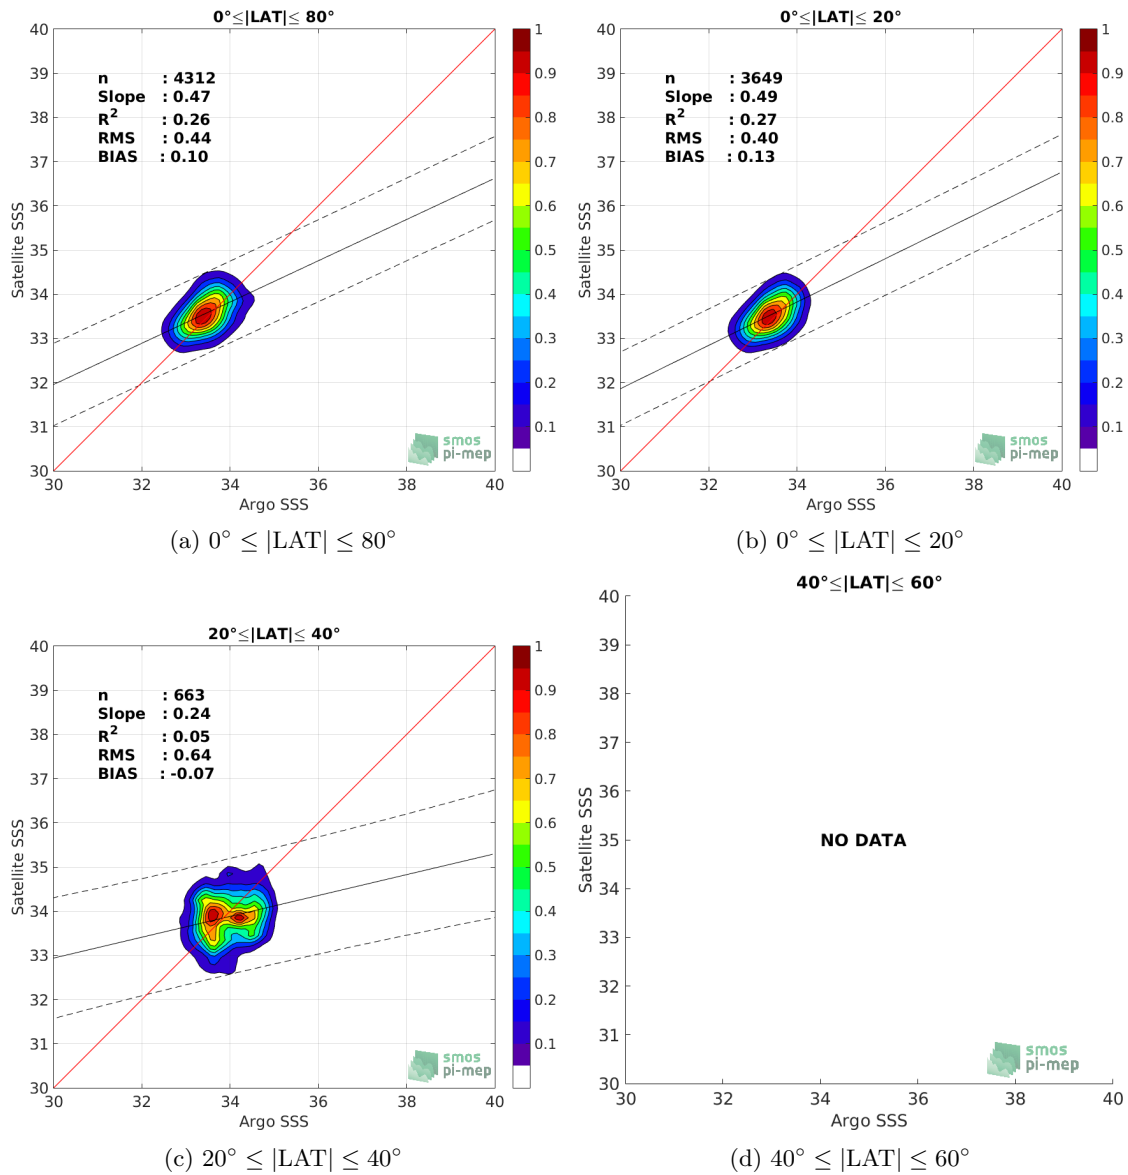 0°≤|LAT|≤ 80°
n : 4312
Slope : 0.47
R² : 0.26
RMS : 0.44
BIAS : 0.10
Satellite SSS
40
39
38
37
36
35
34
33
32
31
30
30 32 34 36 38 40
Argo SSS
1
0.9
0.8
0.7
0.6
0.5
0.4
0.3
0.2
0.1
smos
pi-mep
(a) 0° ≤ |LAT| ≤ 80°
0°≤|LAT|≤ 20°
n : 3649
Slope : 0.49
R² : 0.27
RMS : 0.40
BIAS : 0.13
Satellite SSS
40
39
38
37
36
35
34
33
32
31
30
30 32 34 36 38 40
Argo SSS
1
0.9
0.8
0.7
0.6
0.5
0.4
0.3
0.2
0.1
smos
pi-mep
(b) 0° ≤ |LAT| ≤ 20°
20°≤|LAT|≤ 40°
n : 663
Slope : 0.24
R² : 0.05
RMS : 0.64
BIAS : -0.07
Satellite SSS
40
39
38
37
36
35
34
33
32
31
30
30 32 34 36 38 40
Argo SSS
1
0.9
0.8
0.7
0.6
0.5
0.4
0.3
0.2
0.1
smos
pi-mep
(c) 20° ≤ |LAT| ≤ 40°
40°≤|LAT|≤ 60°
Satellite SSS
40
39
38
37
36
35
34
33
32
31
30
NO DATA
30 32 34 36 38 40
Argo SSS
smos
pi-mep
(d) 40° ≤ |LAT| ≤ 60°